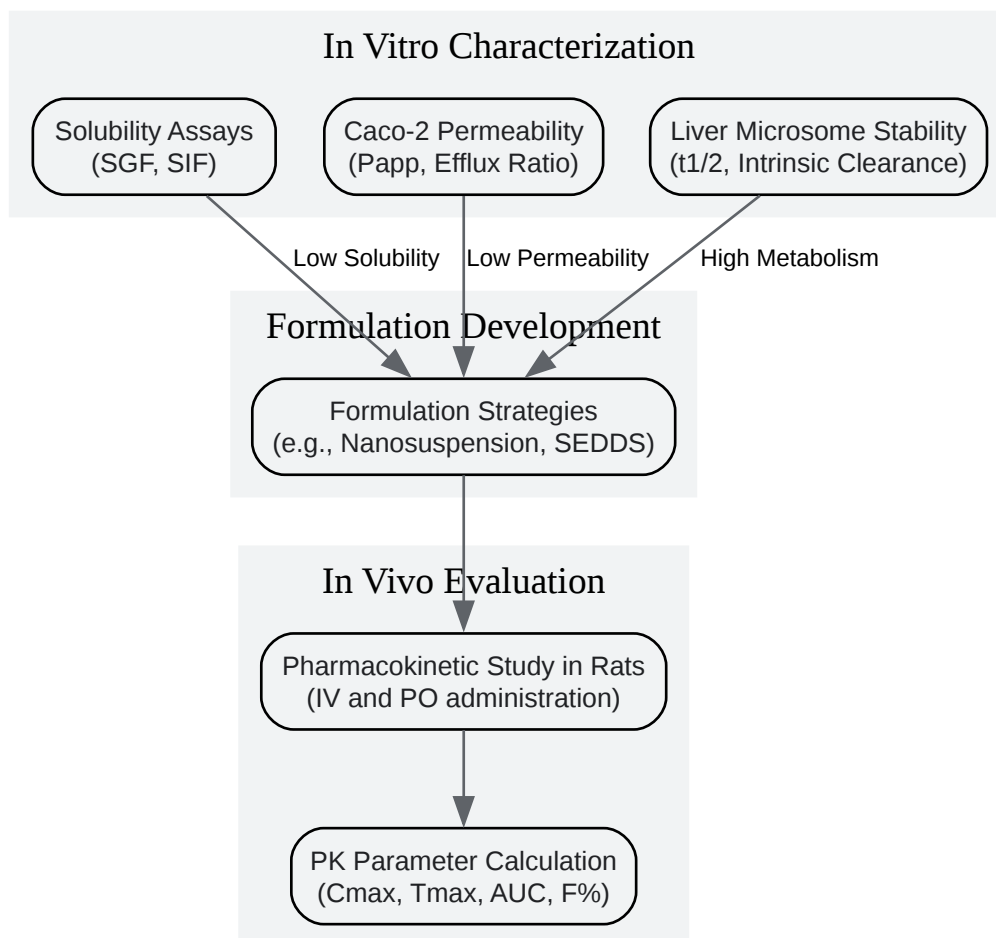 In Vitro Characterization
Solubility Assays
(SGF, SIF)
Caco-2 Permeability
(Papp, Efflux Ratio)
Liver Microsome Stability
(t1/2, Intrinsic Clearance)
Low Solubility
Low Permeability
High Metabolism
Formulation Development
Formulation Strategies
(e.g., Nanosuspension, SEDDS)
In Vivo Evaluation
Pharmacokinetic Study in Rats
(IV and PO administration)
PK Parameter Calculation
(Cmax, Tmax, AUC, F%)